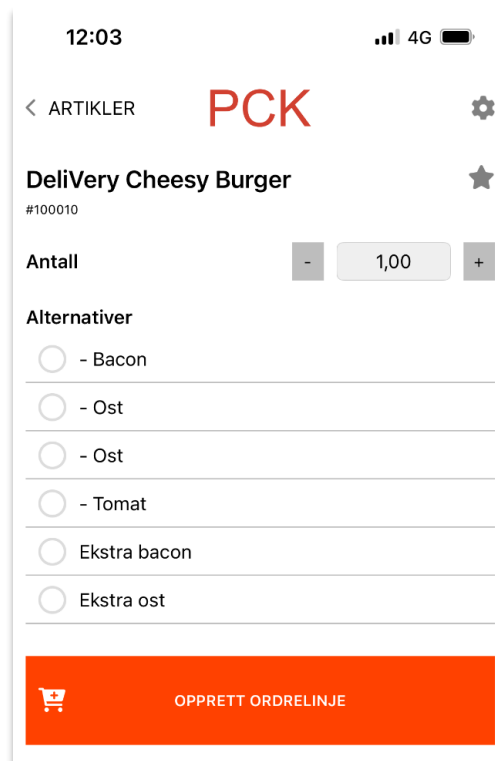 12:03 4G
ARTIKLER PCK
DeliVery Cheesy Burger
#100010
Antall - 1,00 +
Alternativer
- Bacon
- Ost
- Ost
- Tomat
Ekstra bacon
Ekstra ost
OPPRETT ORDRELINJE